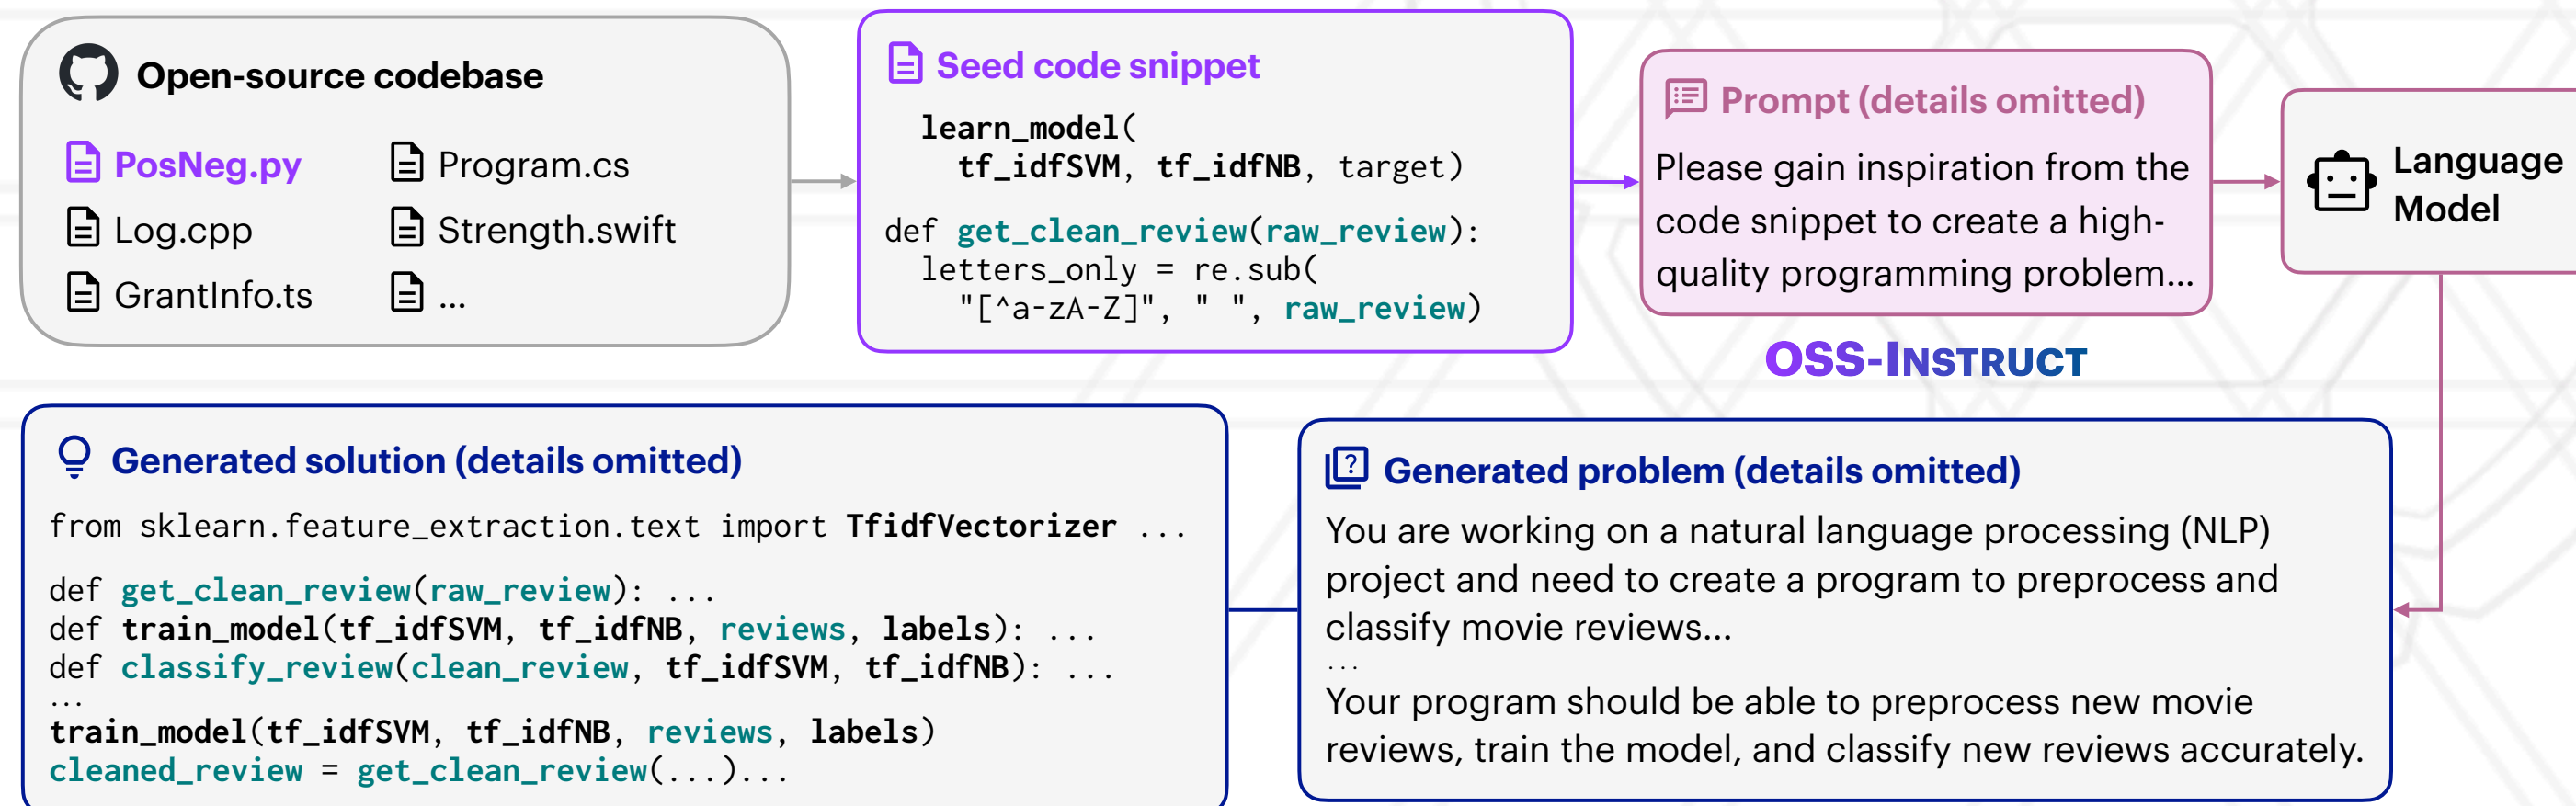 Open-source codebase
PosNeg.py
Program.cs
Log.cpp
Strength.swift
GrantInfo.ts
...
Seed code snippet
learn_model(
tf_idfSVM, tf_idfNB, target)
def get_clean_review(raw_review):
letters_only = re.sub(
"[^a-zA-Z]", " ", raw_review)
Prompt (details omitted)
Please gain inspiration from the
code snippet to create a high-
quality programming problem...
Language
Model
OSS-INSTRUCT
Generated solution (details omitted)
from sklearn.feature_extraction.text import TfidfVectorizer ...
def get_clean_review(raw_review): ...
def train_model(tf_idfSVM, tf_idfNB, reviews, labels): ...
def classify_review(clean_review, tf_idfSVM, tf_idfNB): ...
...
train_model(tf_idfSVM, tf_idfNB, reviews, labels)
cleaned_review = get_clean_review(...)...
Generated problem (details omitted)
You are working on a natural language processing (NLP)
project and need to create a program to preprocess and
classify movie reviews...
...
Your program should be able to preprocess new movie
reviews, train the model, and classify new reviews accurately.